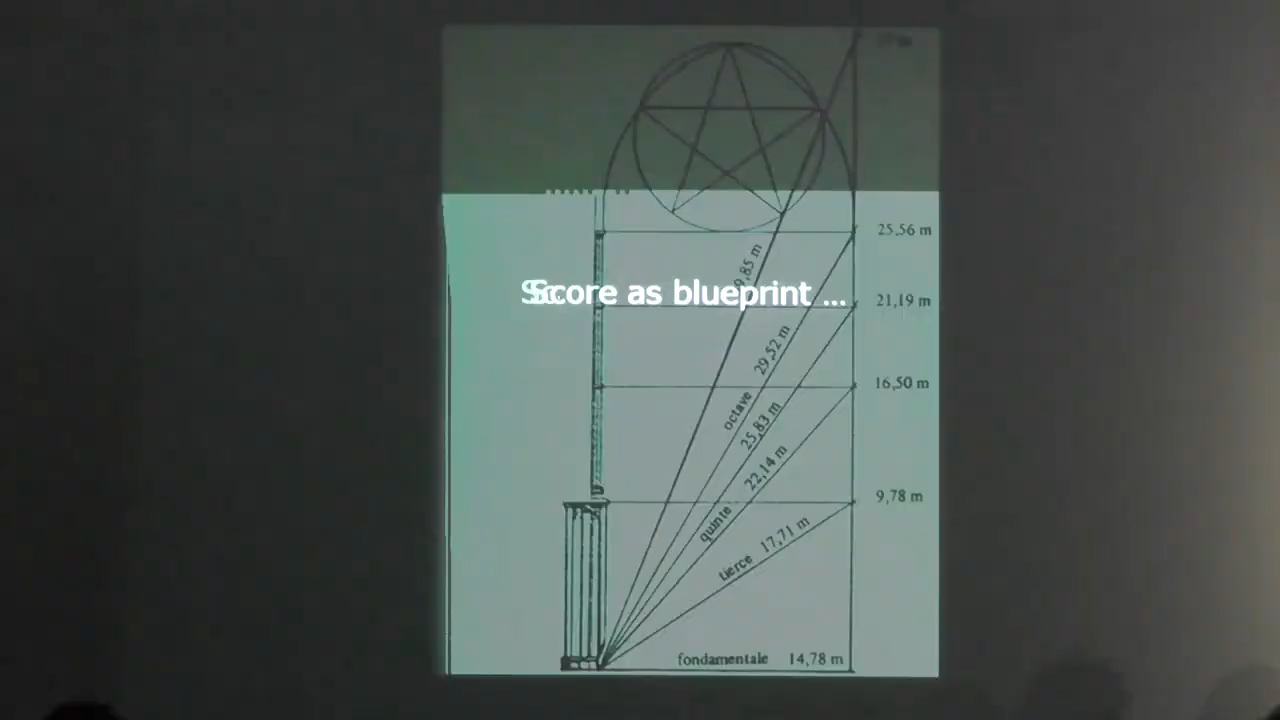 25,56 m
Score as blueprint ...
21,19 m
29,52 m
16,50 m
octave
25,83 m
22,14 m
9,78 m
quinte
17,71 m
tierce
fondamentale 14,78 m